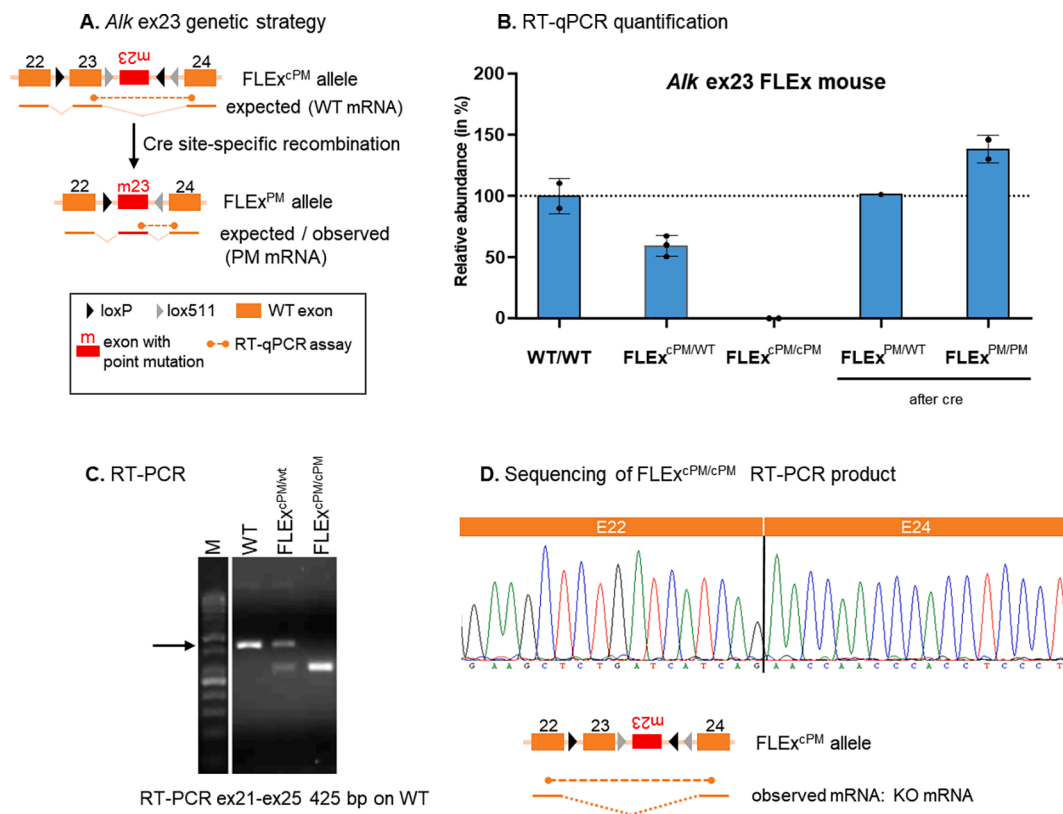 A. Alk ex23 genetic strategy
22 23 m23 24
FLExcPM allele
expected (WT mRNA)
Cre site-specific recombination
22 m23 24
FLExPM allele
expected / observed
(PM mRNA)
loxP lox511 WT exon
m exon with
point mutation
RT-qPCR assay
B. RT-qPCR quantification
Alk ex23 FLEx mouse
Relative abundance (in %)
200
150
100
50
0
WT/WT FLExcPM/WT FLExcPM/cPM FLExPM/WT FLExPM/PM
after cre
C. RT-PCR
M WT FLExcPM/wt FLExcPM/cPM
RT-PCR ex21-ex25 425 bp on WT
D. Sequencing of FLExcPM/cPM RT-PCR product
E22 E24
G A A G C T C T G A T C A T C A G A A C C A A C C C A C C T C C C T
22 23 m23 24
FLExcPM allele
observed mRNA: KO mRNA